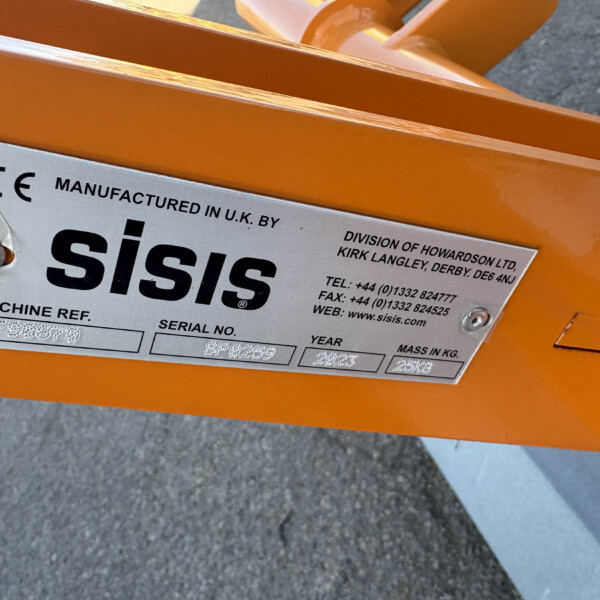 CE MANUFACTURED IN U.K. BY
sisis®
DIVISION OF HOWARDSON LTD,
KIRK LANGLEY, DERBY. DE6 4NJ
TEL: +44 (0)1332 824777
FAX: +44 (0)1332 824525
WEB: www.sisis.com
CHINE REF.
SERIAL NO. BP0259
YEAR 2023
MASS IN KG. 25KG